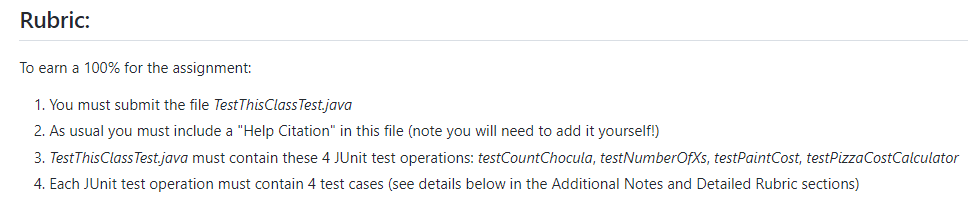 Rubric:
To earn a 100% for the assignment:
1. You must submit the file TestThisClassTest.java
2. As usual you must include a "Help Citation" in this file (note you will need to add it yourself!)
3. TestThisClassTest.java must contain these 4 JUnit test operations: testCountChocula, testNumberOfXs, testPaintCost, testPizzaCostCalculator
4. Each JUnit test operation must contain 4 test cases (see details below in the Additional Notes and Detailed Rubric sections)